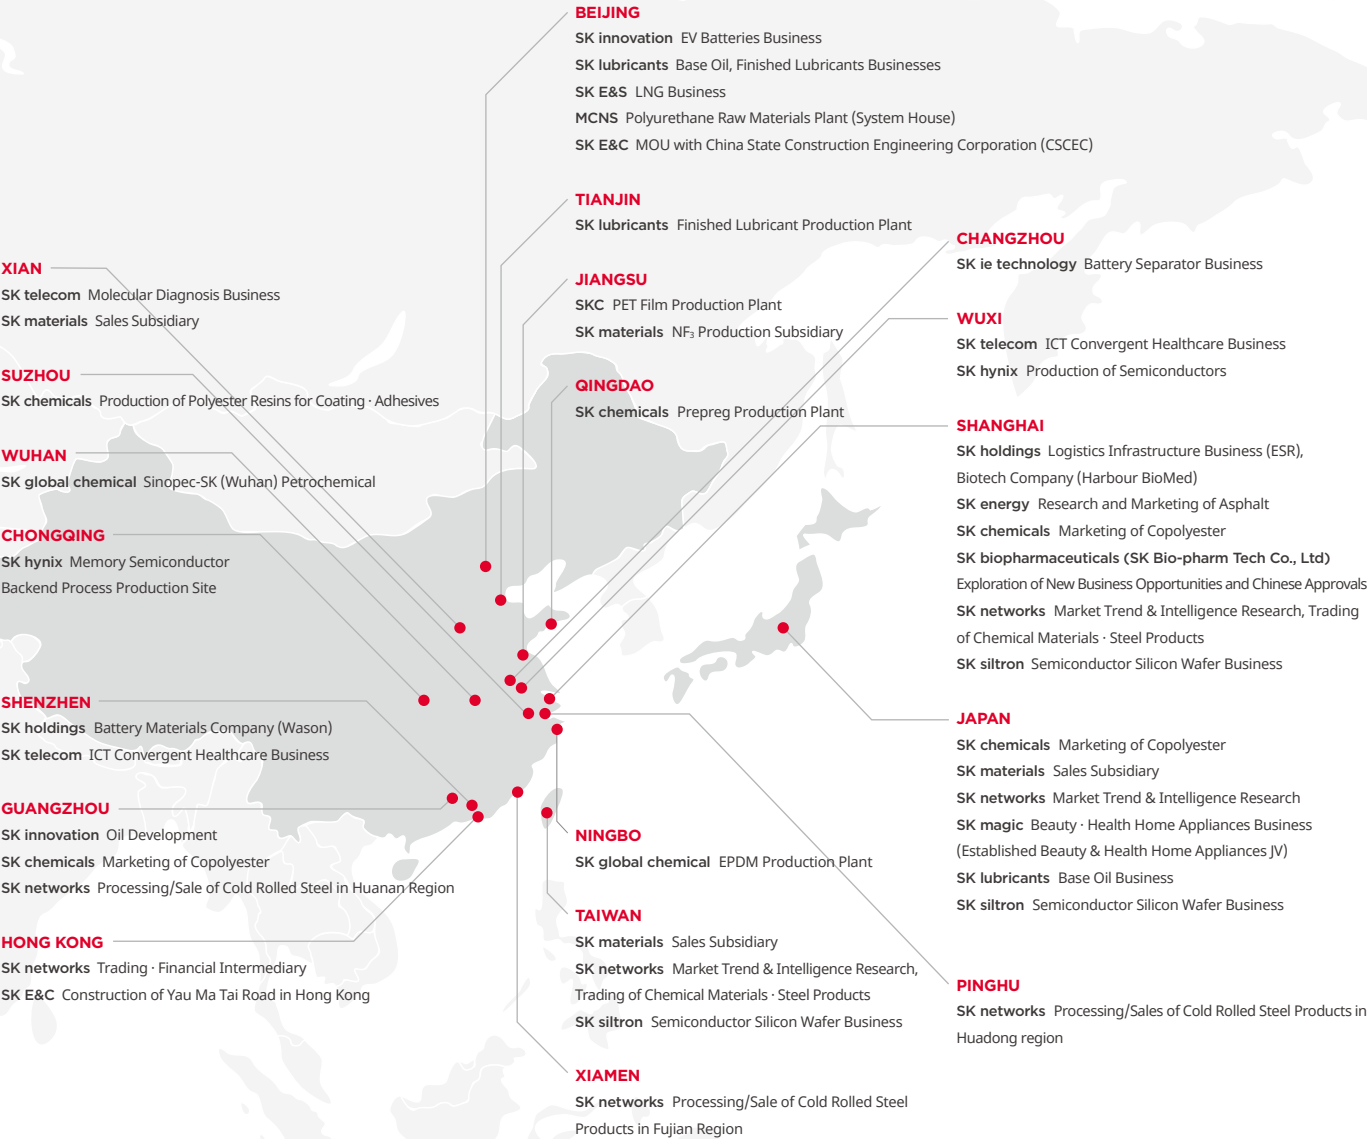 BEIJING
SK innovation EV Batteries Business
SK lubricants Base Oil, Finished Lubricants Businesses
SK E&S LNG Business
MCNS Polyurethane Raw Materials Plant (System House)
SK E&C MOU with China State Construction Engineering Corporation (CSCEC)
TIANJIN
SK lubricants Finished Lubricant Production Plant
JIANGSU
SKC PET Film Production Plant
SK materials NF₃ Production Subsidiary
QINGDAO
SK chemicals Prepreg Production Plant
XIAN
SK telecom Molecular Diagnosis Business
SK materials Sales Subsidiary
SUZHOU
SK chemicals Production of Polyester Resins for Coating · Adhesives
WUHAN
SK global chemical Sinopec-SK (Wuhan) Petrochemical
CHONGQING
SK hynix Memory Semiconductor
Backend Process Production Site
SHENZHEN
SK holdings Battery Materials Company (Wason)
SK telecom ICT Convergent Healthcare Business
GUANGZHOU
SK innovation Oil Development
SK chemicals Marketing of Copolyester
SK networks Processing/Sale of Cold Rolled Steel in Huanan Region
HONG KONG
SK networks Trading · Financial Intermediary
SK E&C Construction of Yau Ma Tai Road in Hong Kong
NINGBO
SK global chemical EPDM Production Plant
TAIWAN
SK materials Sales Subsidiary
SK networks Market Trend & Intelligence Research,
Trading of Chemical Materials · Steel Products
SK siltron Semiconductor Silicon Wafer Business
XIAMEN
SK networks Processing/Sale of Cold Rolled Steel
Products in Fujian Region
CHANGZHOU
SK ie technology Battery Separator Business
WUXI
SK telecom ICT Convergent Healthcare Business
SK hynix Production of Semiconductors
SHANGHAI
SK holdings Logistics Infrastructure Business (ESR),
Biotech Company (Harbour BioMed)
SK energy Research and Marketing of Asphalt
SK chemicals Marketing of Copolyester
SK biopharmaceuticals (SK Bio-pharm Tech Co., Ltd)
Exploration of New Business Opportunities and Chinese Approvals
SK networks Market Trend & Intelligence Research, Trading
of Chemical Materials · Steel Products
SK siltron Semiconductor Silicon Wafer Business
JAPAN
SK chemicals Marketing of Copolyester
SK materials Sales Subsidiary
SK networks Market Trend & Intelligence Research
SK magic Beauty · Health Home Appliances Business
(Established Beauty & Health Home Appliances JV)
SK lubricants Base Oil Business
SK siltron Semiconductor Silicon Wafer Business
PINGHU
SK networks Processing/Sales of Cold Rolled Steel Products in
Huadong region